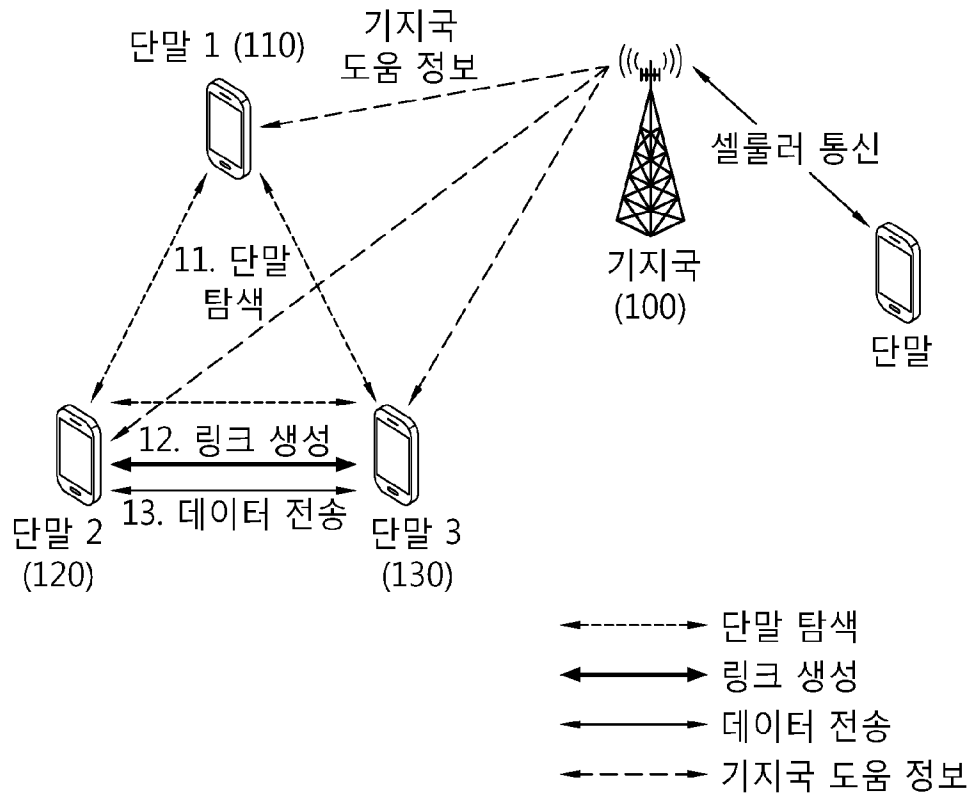 단말 1 (110)
기지국
도움 정보
셀룰러 통신
11. 단말
탐색
기지국
(100)
단말
12. 링크 생성
13. 데이터 전송
단말 2
(120)
단말 3
(130)
단말 탐색
링크 생성
데이터 전송
기지국 도움 정보